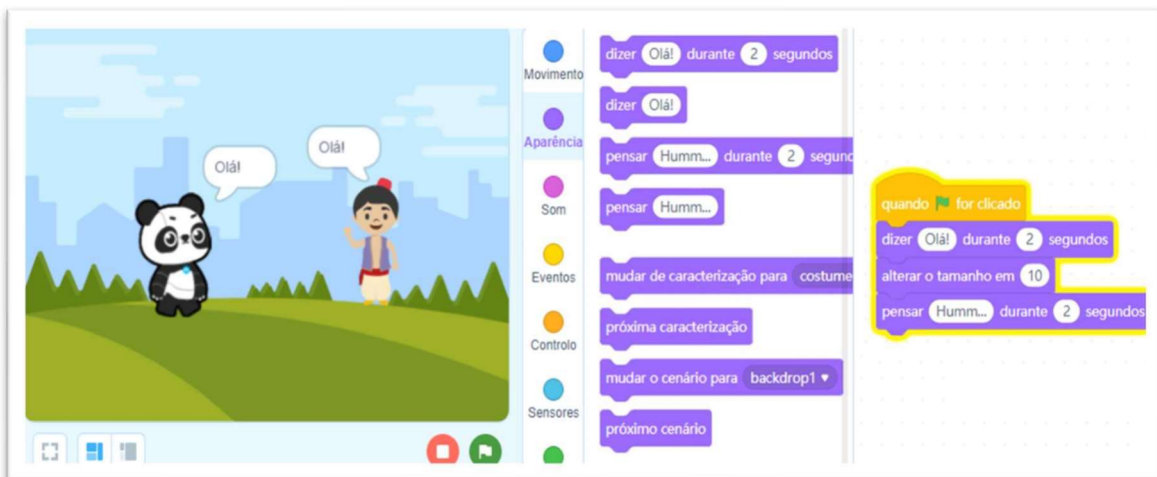 Olá!
Olá!
Movimento
Aparência
Som
Eventos
Controlo
Sensores
dizer Olá! durante 2 segundos
dizer Olá!
pensar Humm... durante 2 segund
pensar Humm...
mudar de caracterização para costume
próxima caracterização
mudar o cenário para backdrop1
próximo cenário
quando for clicado
dizer Olá! durante 2 segundos
alterar o tamanho em 10
pensar Humm... durante 2 segundos